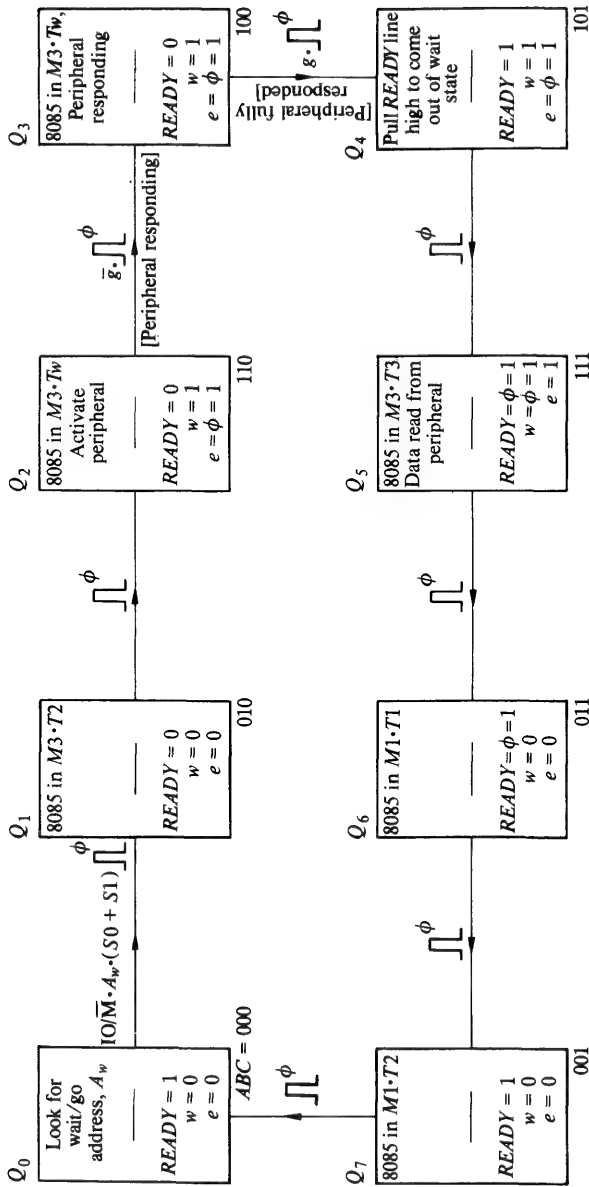 Q₀
Look for
wait/go
address, A_w
READY = 1
w = 0
e = 0
ABC = 000
IO/M̅·A_w·(S0 + S1)
ϕ
Q₁
8085 in M3·T2
READY = 0
w = 0
e = 0
010
ϕ
Q₂
8085 in M3·Tw
Activate
peripheral
READY = 0
w = 1
e = ϕ = 1
110
g̅·
ϕ
[Peripheral responding]
Q₃
8085 in M3·Tw,
Peripheral
responding
READY = 0
w = 1
e = ϕ = 1
100
g·
ϕ
[Peripheral fully
responded]
Q₄
Pull READY line
high to come
out of wait
state
READY = 1
w = 1
e = ϕ = 1
101
ϕ
Q₅
8085 in M3·T3.
Data read from
peripheral
READY = ϕ = 1
w = ϕ = 1
e = 1
111
ϕ
Q₆
8085 in M1·T1
READY = ϕ = 1
w = 0
e = 0
011
ϕ
Q₇
8085 in M1·T2
READY = 1
w = 0
e = 0
001
ϕ